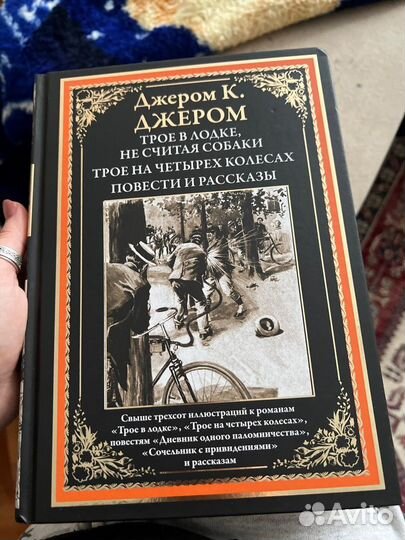 Джером К.
ДЖЕРОМ
ТРОЕ В ЛОДКЕ,
НЕ СЧИТАЯ СОБАКИ
ТРОЕ НА ЧЕТЫРЕХ КОЛЕСАХ
ПОВЕСТИ И РАССКАЗЫ
Свыше трехсот иллюстраций к романам
«Трое в лодке», «Трое на четырех колесах»,
повестям «Дневник одного паломничества»,
«Сочельник с привидениями»
и рассказам
Avito